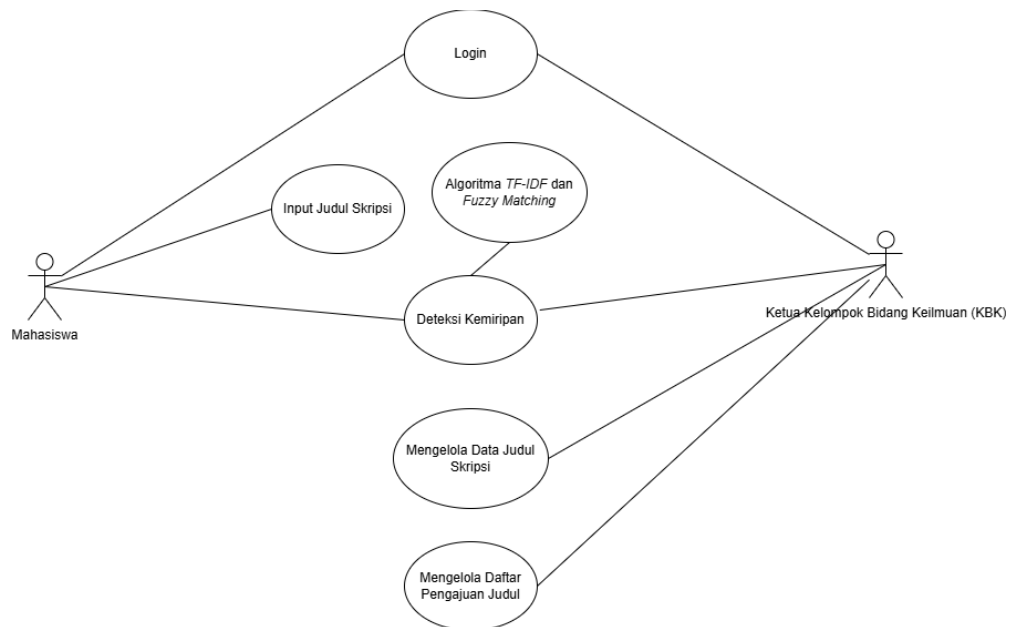 Login
Algoritma TF-IDF dan
Fuzzy Matching
Input Judul Skripsi
Mahasiswa
Deteksi Kemiripan
Ketua Kelompok Bidang Keilmuan (KBK)
Mengelola Data Judul
Skripsi
Mengelola Daftar
Pengajuan Judul